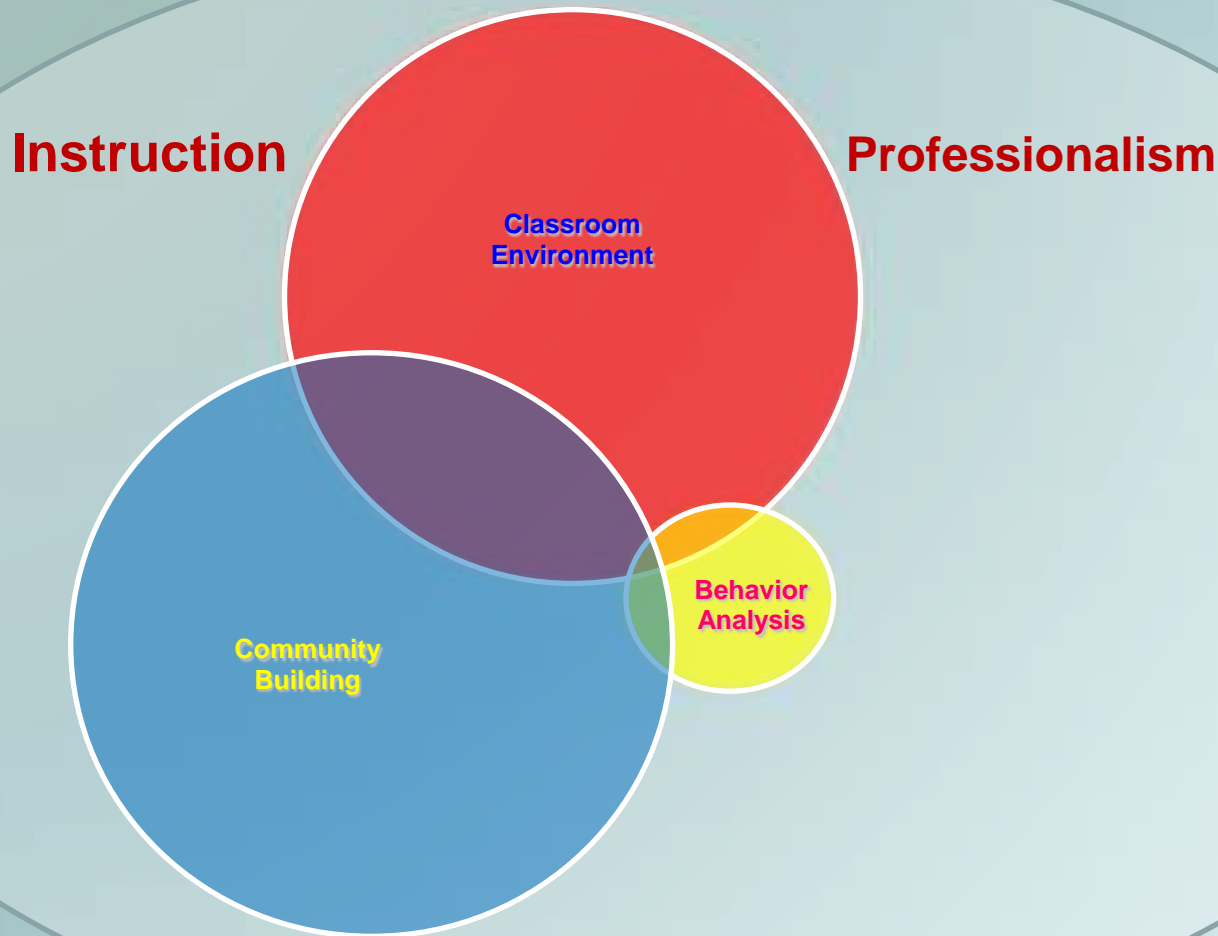 Instruction
Professionalism
Classroom
Environment
Behavior
Analysis
Community
Building